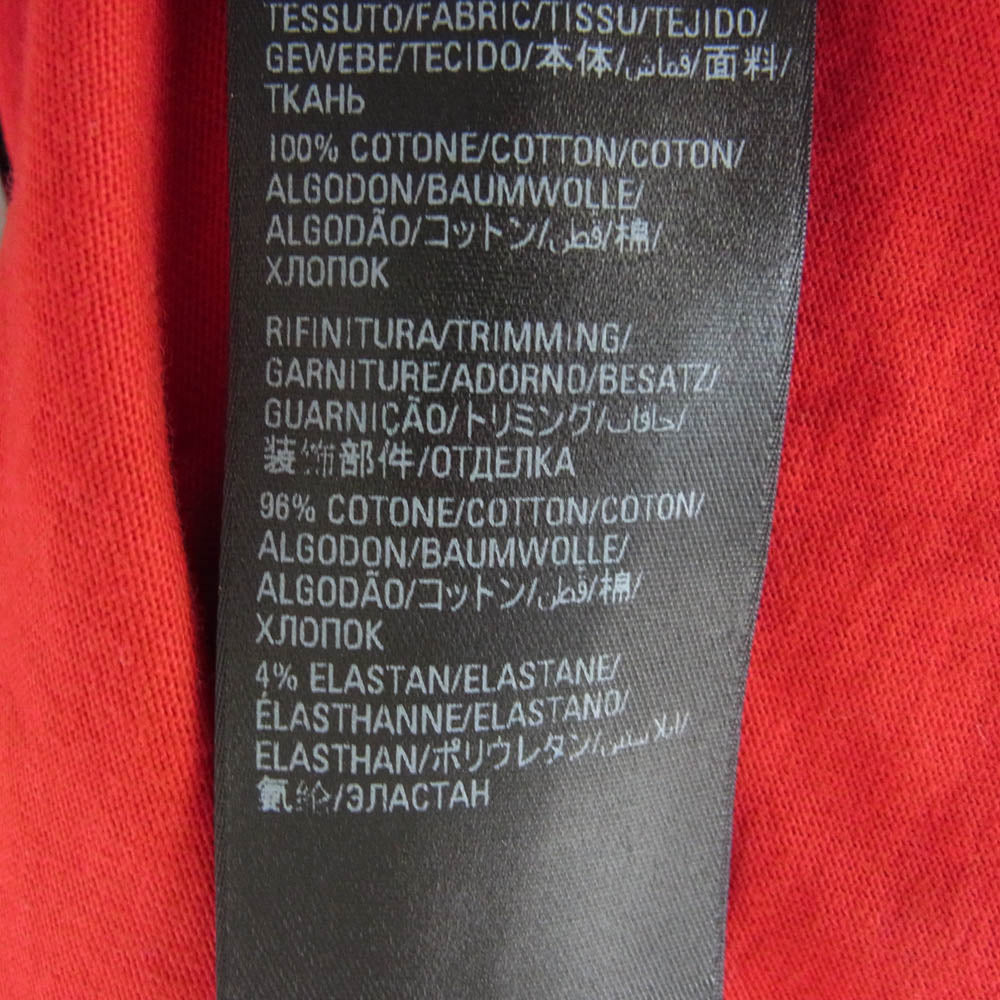 TESSUTO/FABRIC/TISSU/TEJIDO/
GEWEBE/TECIDO/本体/قماش/面料/
ТКАНЬ
100% COTONE/COTTON/COTON/
ALGODON/BAUMWOLLE/
ALGODÃO/コットン/قطن/棉/
ХЛОПОК
RIFINITURA/TRIMMING/
GARNITURE/ADORNO/BESATZ/
GUARNIÇÃO/トリミング/حافات/
装饰部件/ОТДЕЛКА
96% COTONE/COTTON/COTON/
ALGODON/BAUMWOLLE/
ALGODÃO/コットン/قطن/棉/
ХЛОПОК
4% ELASTAN/ELASTANE/
ÉLASTHANNE/ELASTANO/
ELASTHAN/ポリウレタン/
氨纶/ЭЛАСТАН